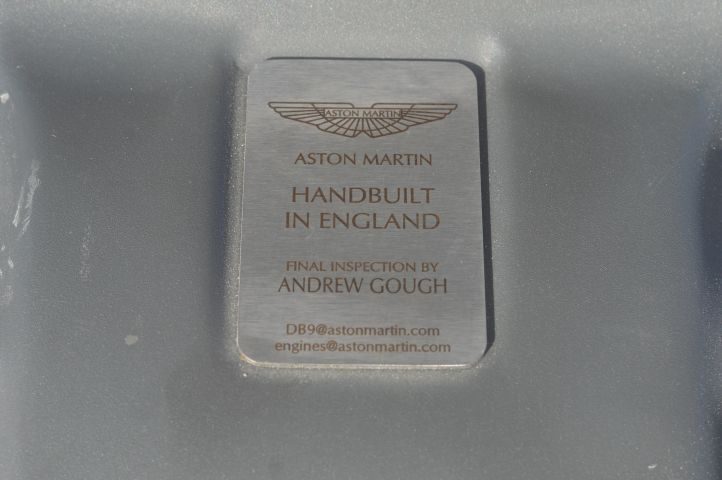 ASTON MARTIN
ASTON MARTIN
HANDBUILT
IN ENGLAND
FINAL INSPECTION BY
ANDREW GOUGH
DB9@astonmartin.com
engines@astonmartin.com